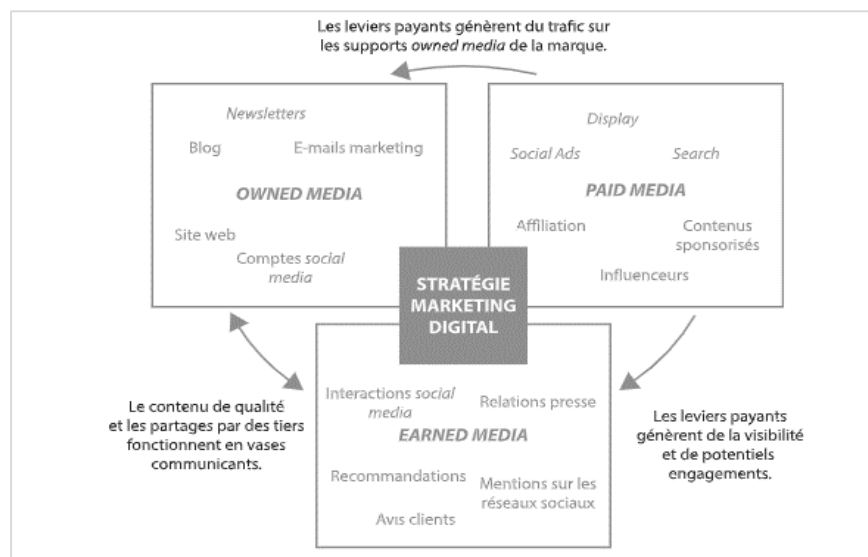 Les leviers payants génèrent du trafic sur
les supports owned media de la marque.
Newsletters
Blog
E-mails marketing
OWNED MEDIA
Site web
Comptes social
media
Display
Social Ads
Search
PAID MEDIA
Affiliation
Contenus
sponsorisés
Influenceurs
STRATÉGIE
MARKETING
DIGITAL
Interactions social
media
Relations presse
EARNED MEDIA
Recommandations
Mentions sur les
réseaux sociaux
Avis clients
Le contenu de qualité
et les partages par des tiers
fonctionnent en vases
communicants.
Les leviers payants
génèrent de la visibilité
et de potentiels
engagements.